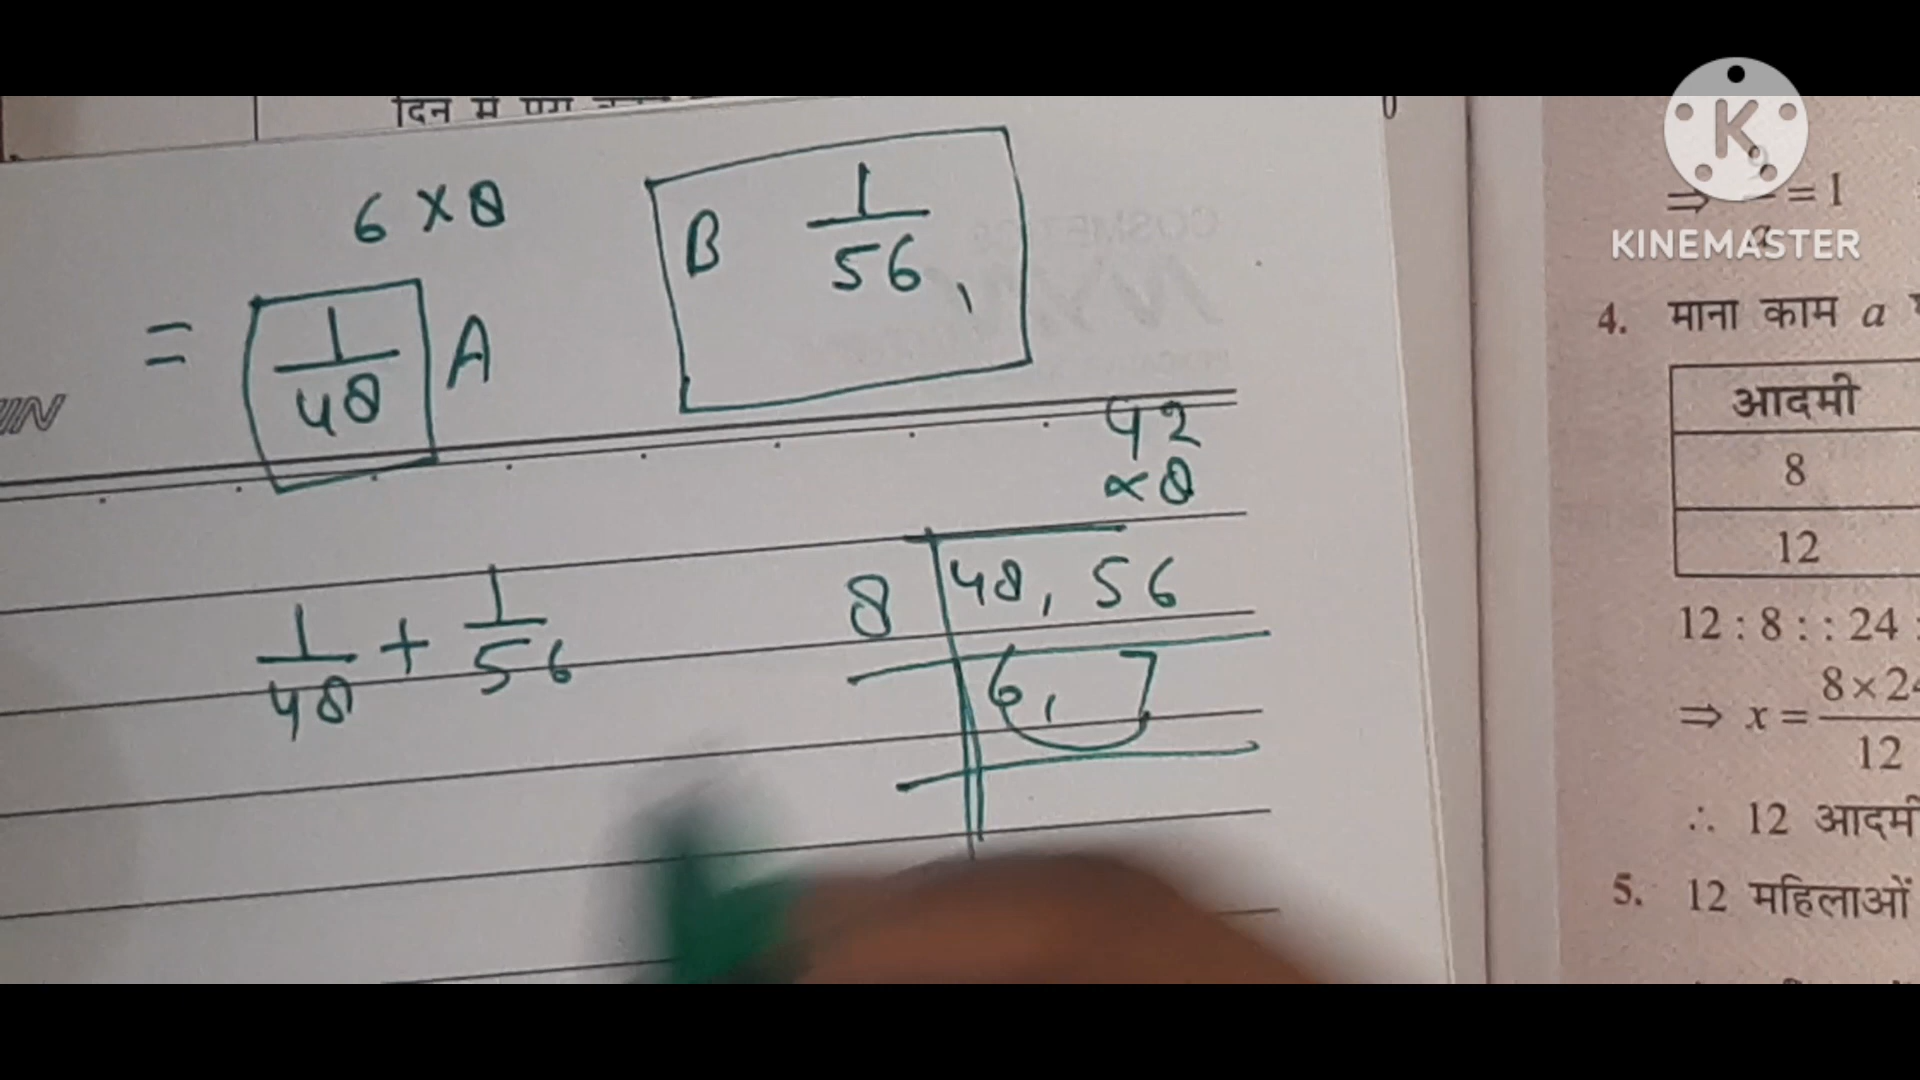 दिन में
6 × 8
B 1/56,
= 1/48 A
42
×8
8 | 48, 56
1/48 + 1/56
6, 7
= 1
KINEMASTER
4. माना काम a
आदमी
8
12
12 : 8 : : 24 :
⇒ x = 8×24/12
∴ 12 आदमी
5. 12 महिलाओं